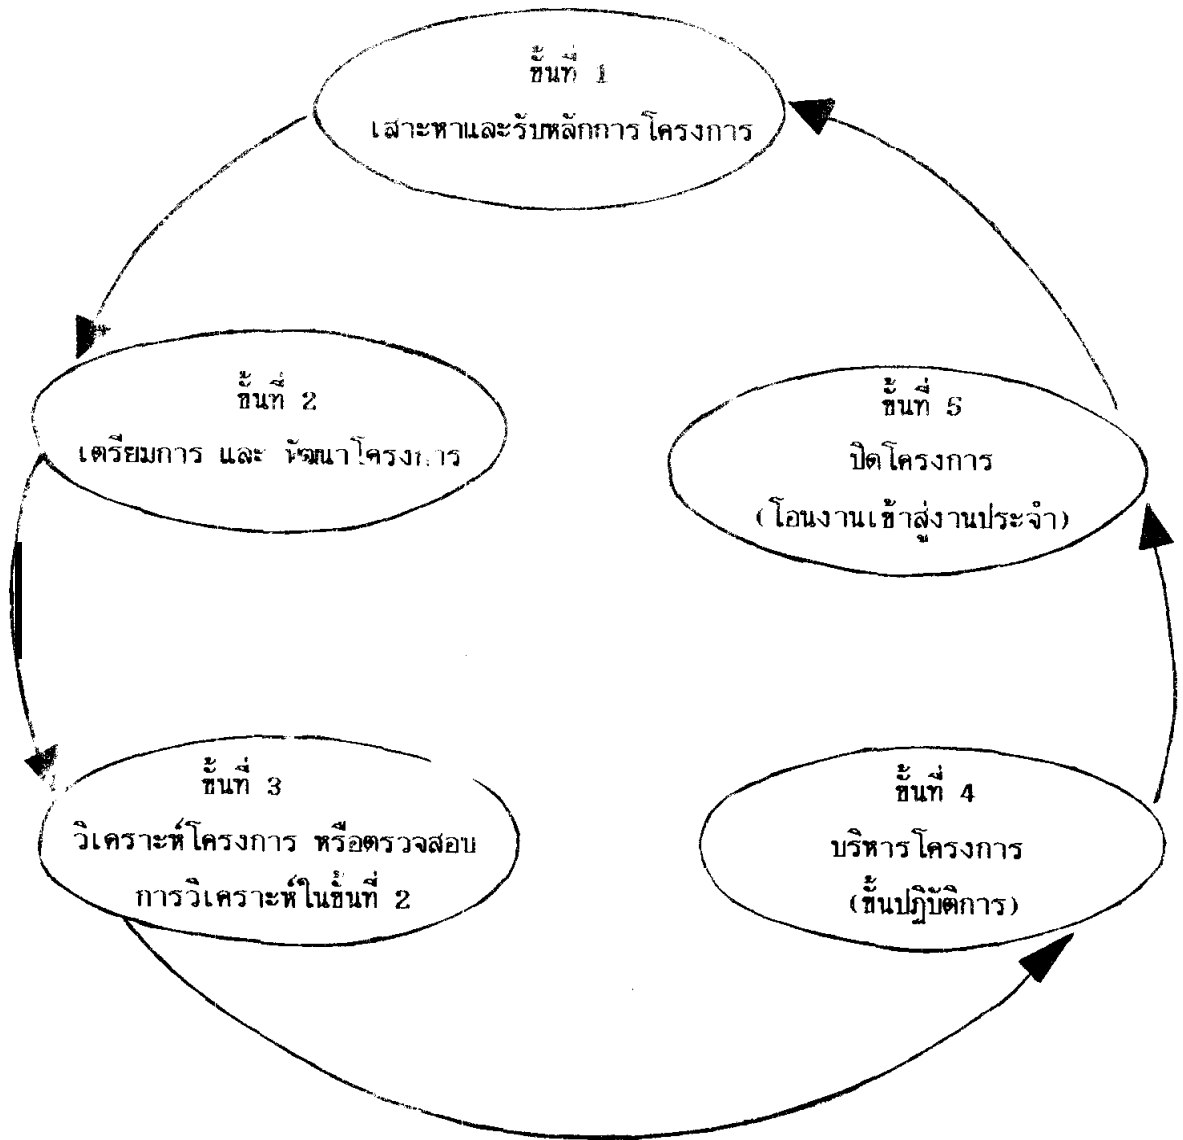 ขั้นที่ 1
เสาะหาและรับหลักการโครงการ
ขั้นที่ 2
เตรียมการ และ พัฒนาโครงการ
ขั้นที่ 3
วิเคราะห์โครงการ หรือตรวจสอบ
การวิเคราะห์ในขั้นที่ 2
ขั้นที่ 4
บริหารโครงการ
(ขั้นปฏิบัติการ)
ขั้นที่ 5
ปิดโครงการ
(โอนงานเข้าสู่งานประจำ)